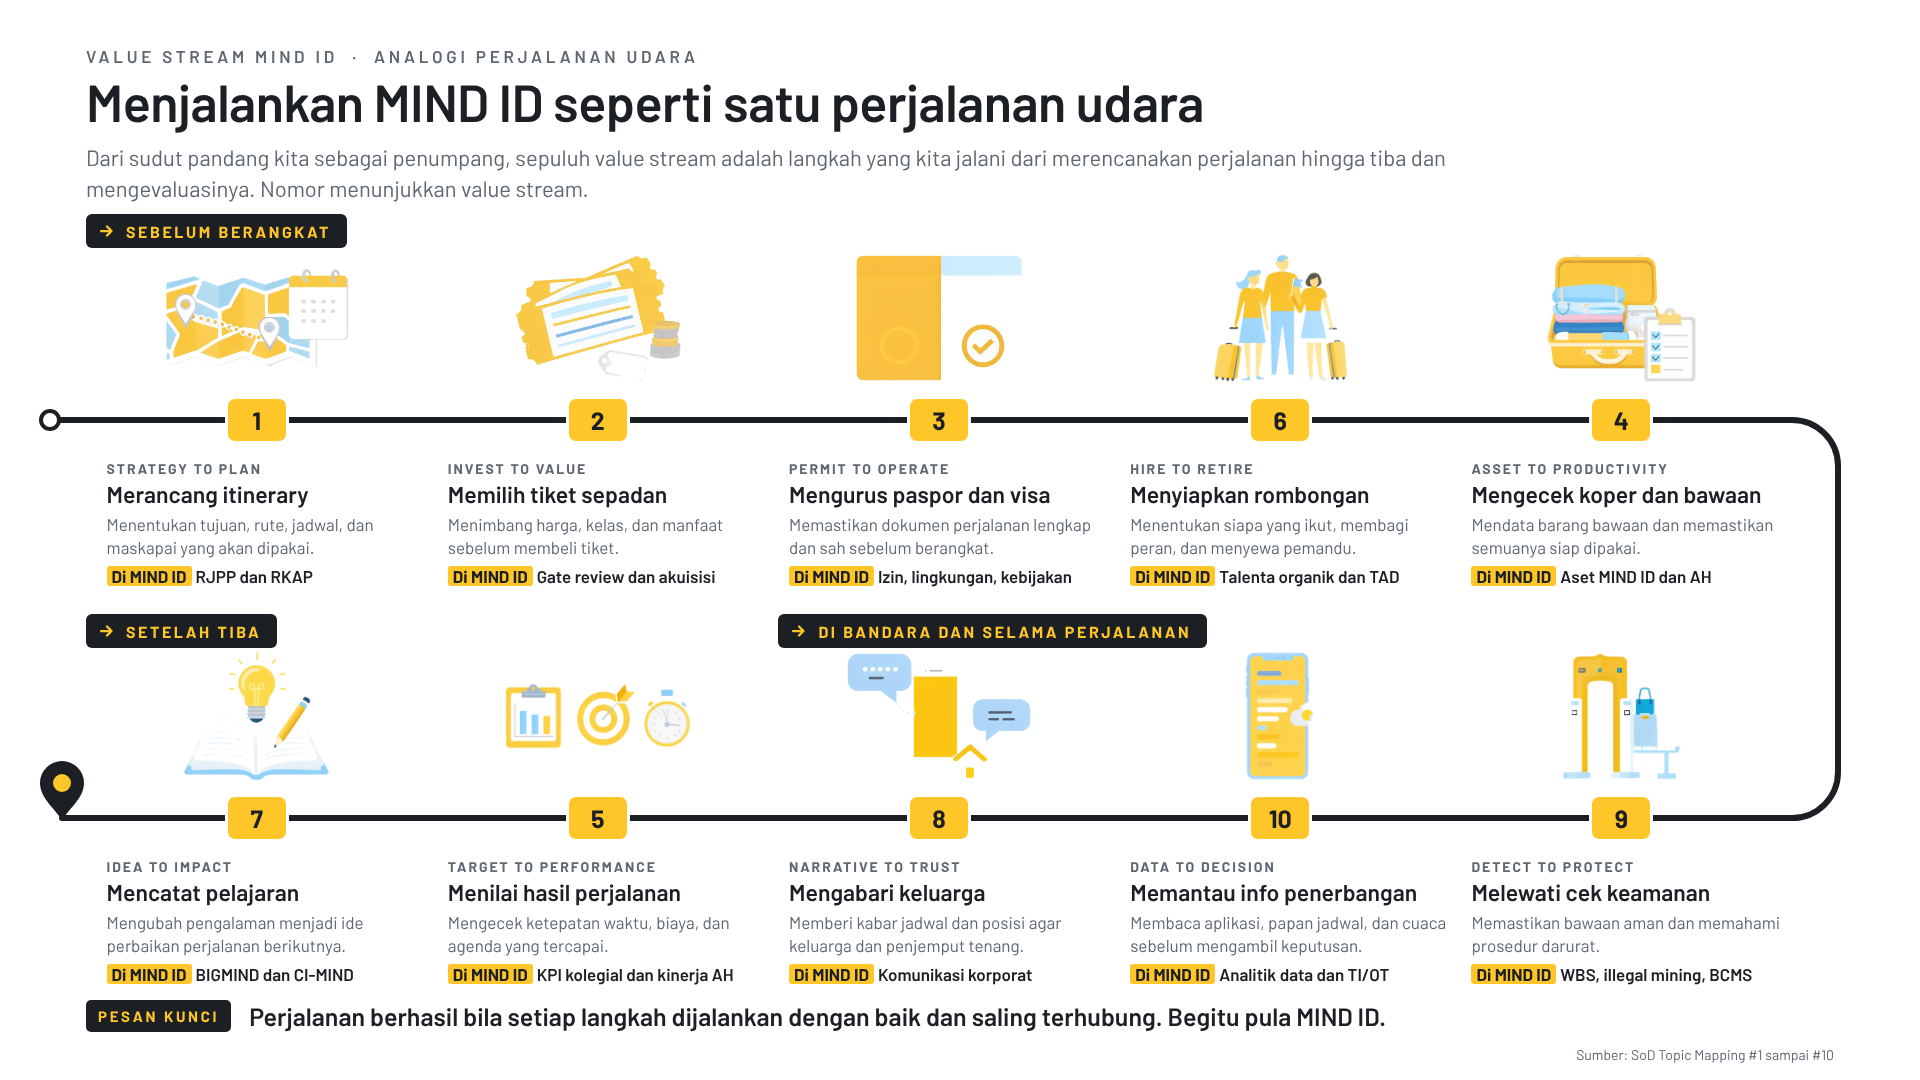 VALUE STREAM MIND ID · ANALOGI PERJALANAN UDARA
Menjalankan MIND ID seperti satu perjalanan udara
Dari sudut pandang kita sebagai penumpang, sepuluh value stream adalah langkah yang kita jalani dari merencanakan perjalanan hingga tiba dan
mengevaluasinya. Nomor menunjukkan value stream.
→ SEBELUM BERANGKAT
1
STRATEGY TO PLAN
Merancang itinerary
Menentukan tujuan, rute, jadwal, dan
maskapai yang akan dipakai.
Di MIND ID RJPP dan RKAP
2
INVEST TO VALUE
Memilih tiket sepadan
Menimbang harga, kelas, dan manfaat
sebelum membeli tiket.
Di MIND ID Gate review dan akuisisi
3
PERMIT TO OPERATE
Mengurus paspor dan visa
Memastikan dokumen perjalanan lengkap
dan sah sebelum berangkat.
Di MIND ID Izin, lingkungan, kebijakan
6
HIRE TO RETIRE
Menyiapkan rombongan
Menentukan siapa yang ikut, membagi
peran, dan menyewa pemandu.
Di MIND ID Talenta organik dan TAD
4
ASSET TO PRODUCTIVITY
Mengecek koper dan bawaan
Mendata barang bawaan dan memastikan
semuanya siap dipakai.
Di MIND ID Aset MIND ID dan AH
→ SETELAH TIBA
→ DI BANDARA DAN SELAMA PERJALANAN
7
IDEA TO IMPACT
Mencatat pelajaran
Mengubah pengalaman menjadi ide
perbaikan perjalanan berikutnya.
Di MIND ID BIGMIND dan CI-MIND
5
TARGET TO PERFORMANCE
Menilai hasil perjalanan
Mengecek ketepatan waktu, biaya, dan
agenda yang tercapai.
Di MIND ID KPI kolegial dan kinerja AH
8
NARRATIVE TO TRUST
Mengabari keluarga
Memberi kabar jadwal dan posisi agar
keluarga dan penjemput tenang.
Di MIND ID Komunikasi korporat
10
DATA TO DECISION
Memantau info penerbangan
Membaca aplikasi, papan jadwal, dan cuaca
sebelum mengambil keputusan.
Di MIND ID Analitik data dan TI/OT
9
DETECT TO PROTECT
Melewati cek keamanan
Memastikan bawaan aman dan memahami
prosedur darurat.
Di MIND ID WBS, illegal mining, BCMS
PESAN KUNCI Perjalanan berhasil bila setiap langkah dijalankan dengan baik dan saling terhubung. Begitu pula MIND ID.
Sumber: SoD Topic Mapping #1 sampai #10